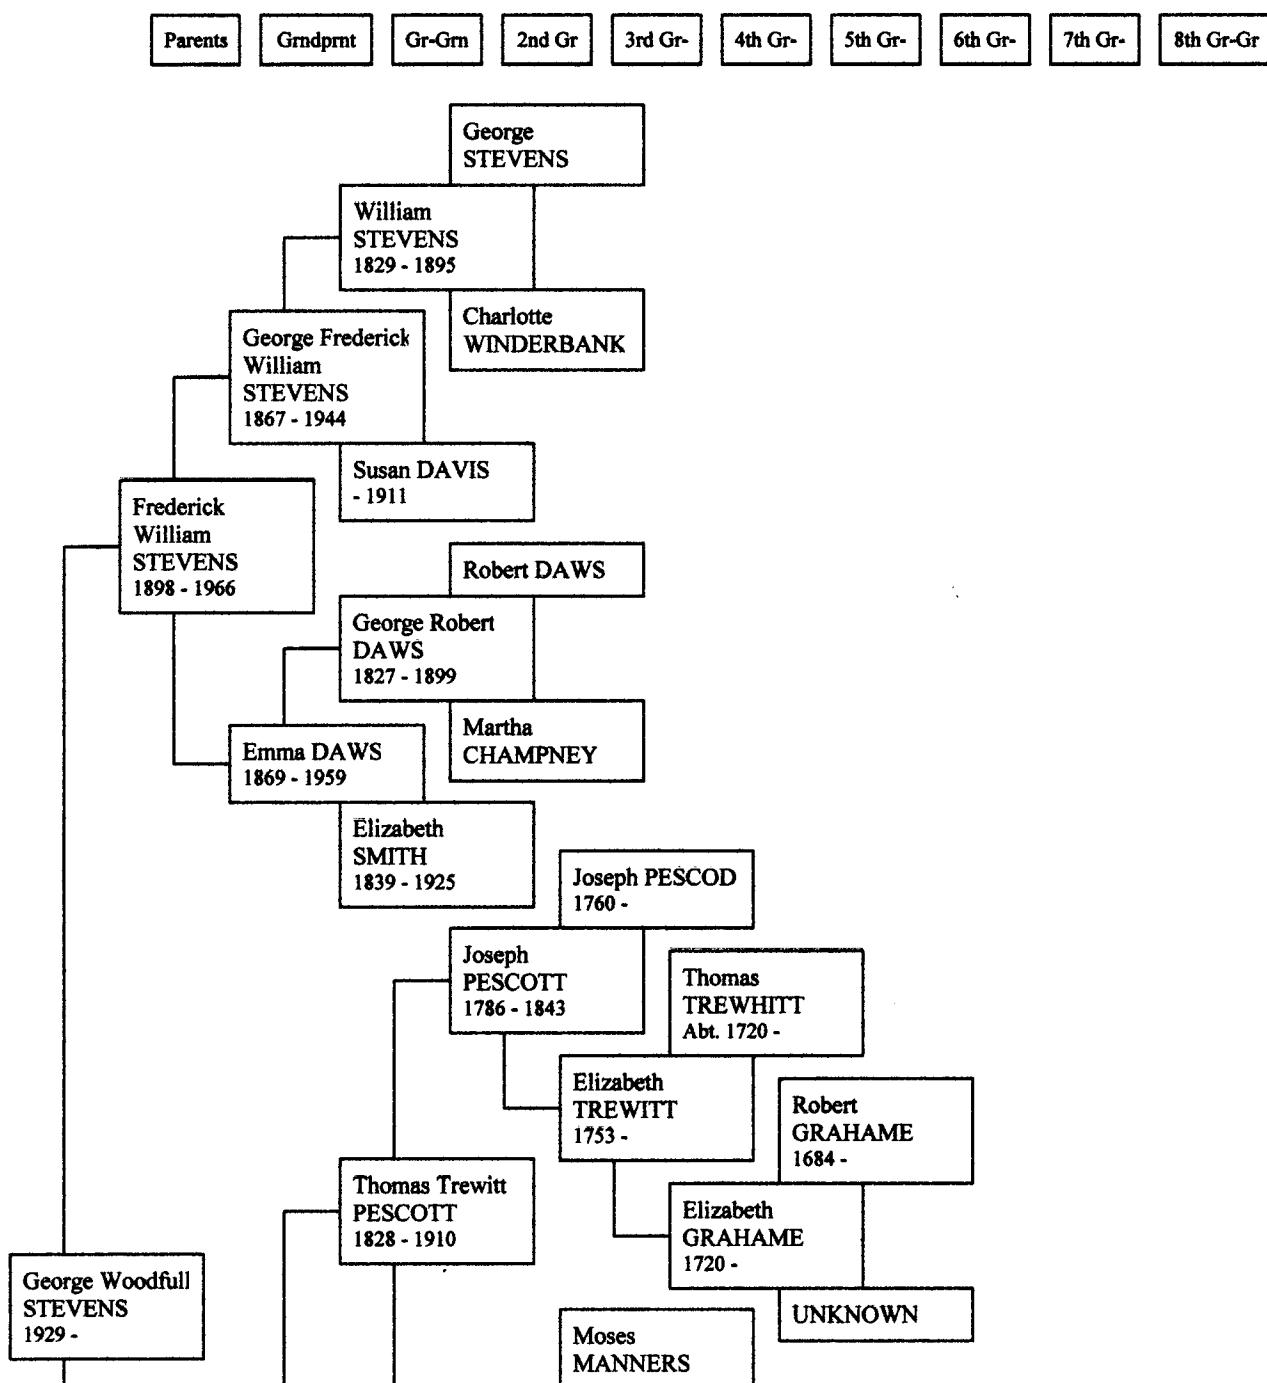 Parents
Grndprnt
Gr-Grn
2nd Gr
3rd Gr-
4th Gr-
5th Gr-
6th Gr-
7th Gr-
8th Gr-Gr
George
STEVENS
William
STEVENS
1829 - 1895
Charlotte
WINDERBANK
George Frederick
William
STEVENS
1867 - 1944
Susan DAVIS
- 1911
Frederick
William
STEVENS
1898 - 1966
Robert DAWS
George Robert
DAWS
1827 - 1899
Martha
CHAMPNEY
Emma DAWS
1869 - 1959
Elizabeth
SMITH
1839 - 1925
Joseph PESCOD
1760 -
Joseph
PESCOTT
1786 - 1843
Thomas
TREWHITT
Abt. 1720 -
Elizabeth
TREWITT
1753 -
Robert
GRAHAME
1684 -
Thomas Trewitt
PESCOTT
1828 - 1910
Elizabeth
GRAHAME
1720 -
George Woodfull
STEVENS
1929 -
UNKNOWN
Moses
MANNERS